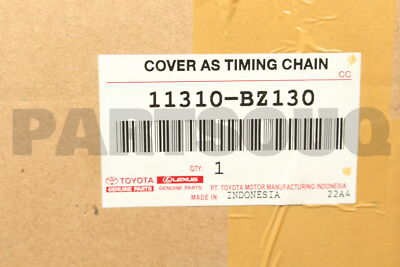 COVER AS TIMING CHAIN
CC
11310-BZ130
PARTSOUQ
QTY: 1
TOYOTA LEXUS
GENUINE PARTS GENUINE PARTS PT. TOYOTA MOTOR MANUFACTURING INDONESIA
MADE IN: INDONESIA 22A4